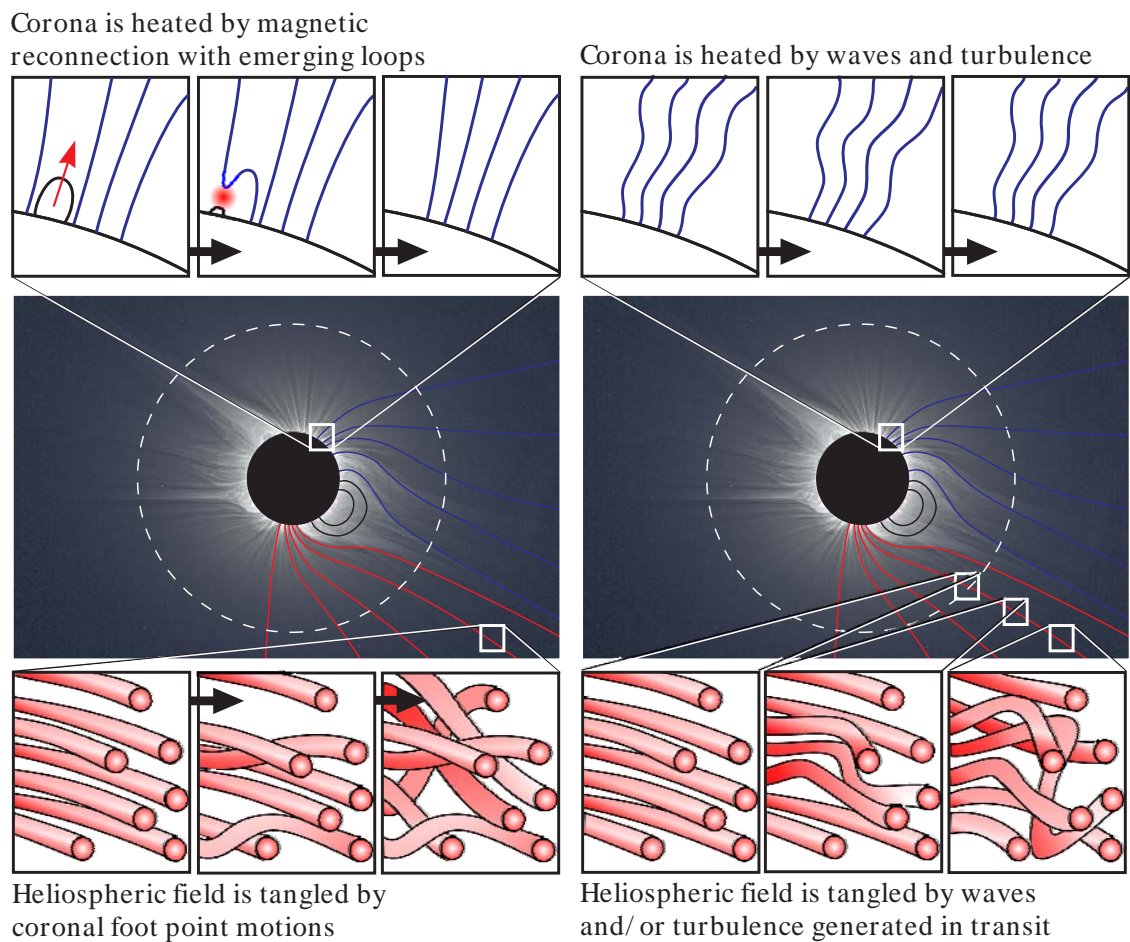 Corona is heated by magnetic
reconnection with emerging loops
Corona is heated by waves and turbulence
Heliospheric field is tangled by
coronal foot point motions
Heliospheric field is tangled by waves
and/ or turbulence generated in transit